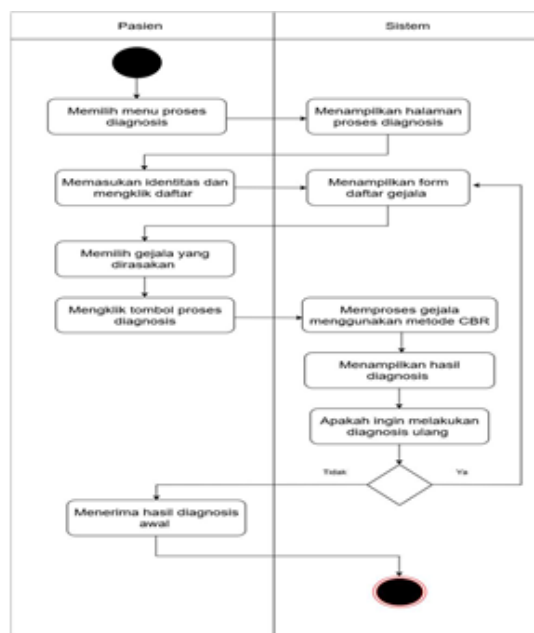 Pasien
Sistem
Memilih menu proses
diagnosis
Menampilkan halaman
proses diagnosis
Memasukan identitas dan
mengklik daftar
Menampilkan form
daftar gejala
Memilih gejala yang
dirasakan
Mengklik tombol proses
diagnosis
Memproses gejala
menggunakan metode CBR
Menampilkan hasil
diagnosis
Apakah ingin melakukan
diagnosis ulang
Tidak
Ya
Menerima hasil diagnosis
awal